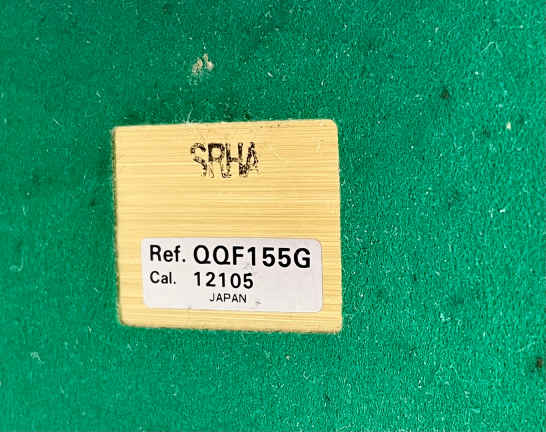 SRHA
Ref. QQF155G
Cal. 12105
JAPAN